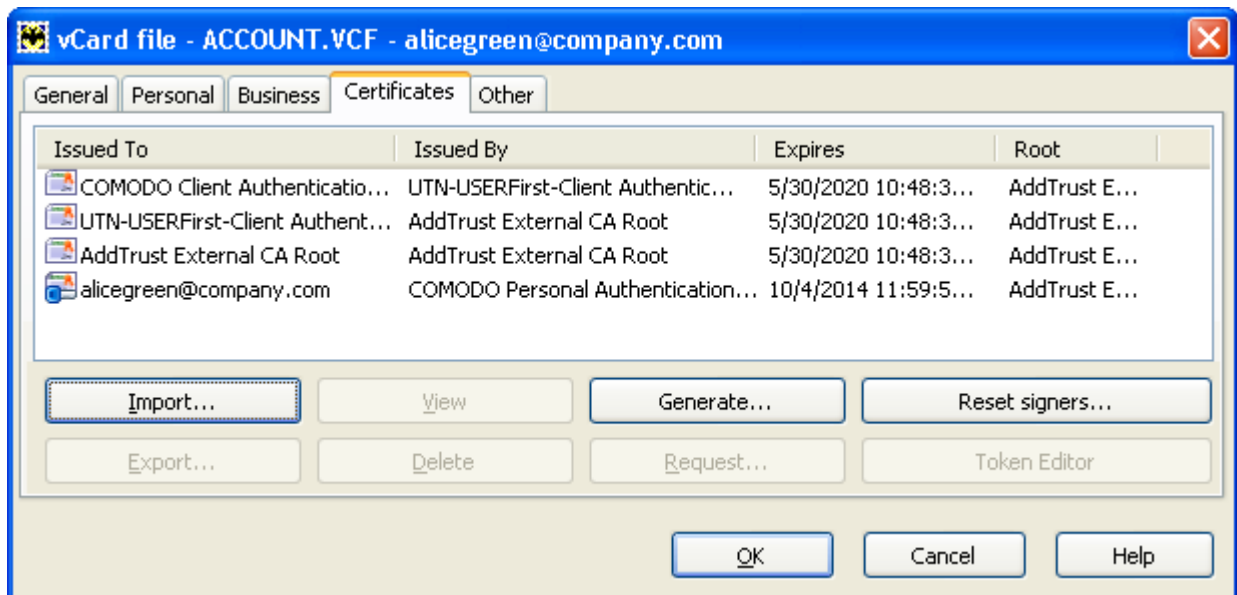 vCard file - ACCOUNT.VCF - alicegreen@company.com
General Personal Business Certificates Other
Issued To Issued By Expires Root
COMODO Client Authenticatio... UTN-USERFirst-Client Authentic... 5/30/2020 10:48:3... AddTrust E...
UTN-USERFirst-Client Authent... AddTrust External CA Root 5/30/2020 10:48:3... AddTrust E...
AddTrust External CA Root AddTrust External CA Root 5/30/2020 10:48:3... AddTrust E...
alicegreen@company.com COMODO Personal Authentication... 10/4/2014 11:59:5... AddTrust E...
Import... View Generate... Reset signers...
Export... Delete Request... Token Editor
OK Cancel Help